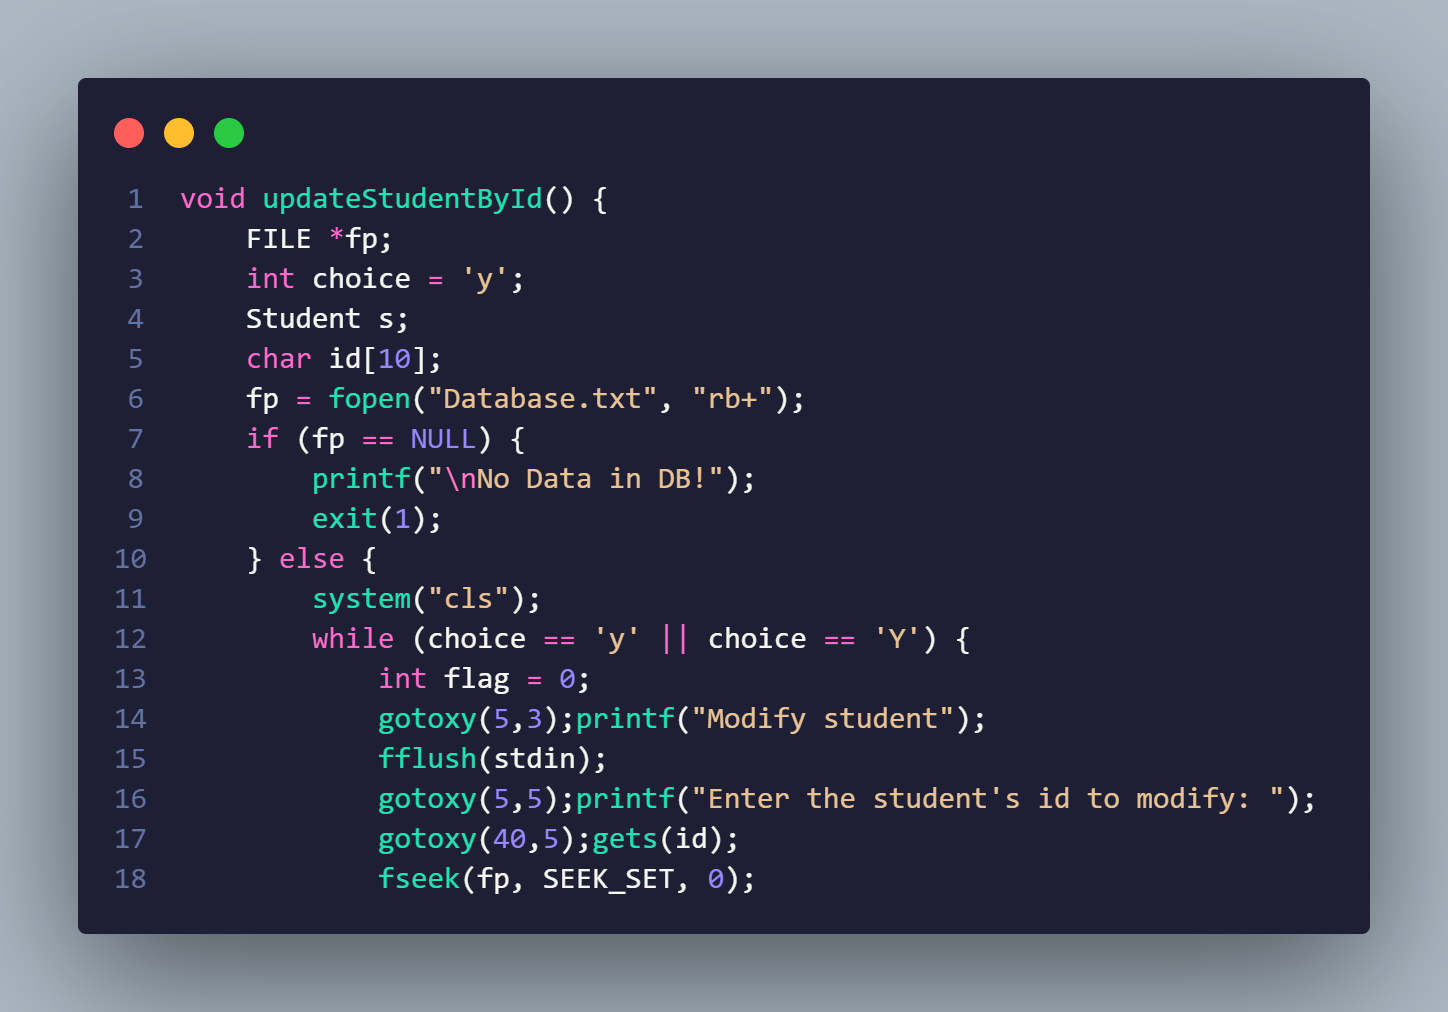 1 void updateStudentById() {
2     FILE *fp;
3     int choice = 'y';
4     Student s;
5     char id[10];
6     fp = fopen("Database.txt", "rb+");
7     if (fp == NULL) {
8         printf("\nNo Data in DB!");
9         exit(1);
10     } else {
11         system("cls");
12         while (choice == 'y' || choice == 'Y') {
13             int flag = 0;
14             gotoxy(5,3);printf("Modify student");
15             fflush(stdin);
16             gotoxy(5,5);printf("Enter the student's id to modify: ");
17             gotoxy(40,5);gets(id);
18             fseek(fp, SEEK_SET, 0);